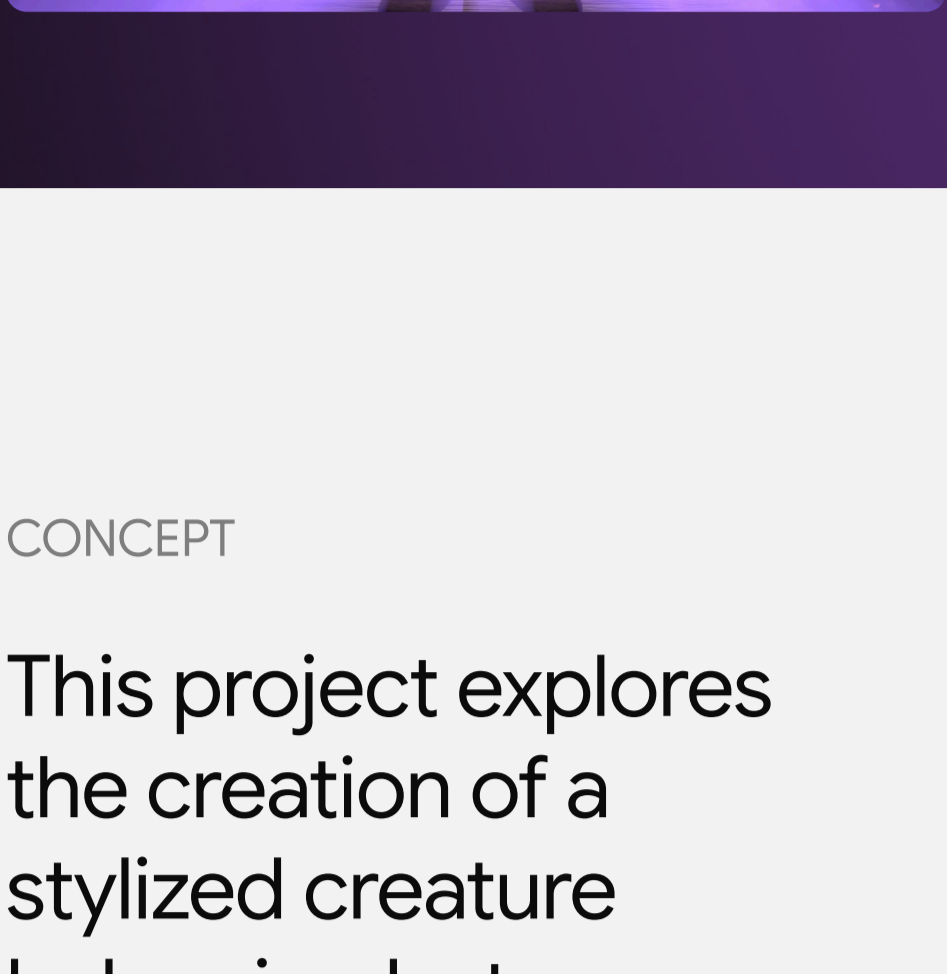 CONCEPT
This project explores
the creation of a
stylized creature